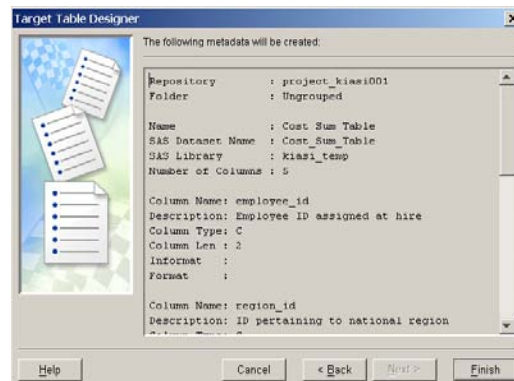 Target Table Designer
The following metadata will be created:
Repository : project_kiasi001
Folder : Ungrouped
Name : Cost Sum Table
SAS Dataset Name : Cost_Sum_Table
SAS Library : kiasi_temp
Number of Columns : 5
Column Name: employee_id
Description: Employee ID assigned at hire
Column Type: C
Column Len : 2
Informat :
Format :
Column Name: region_id
Description: ID pertaining to national region
Help Cancel < Back Next > Finish